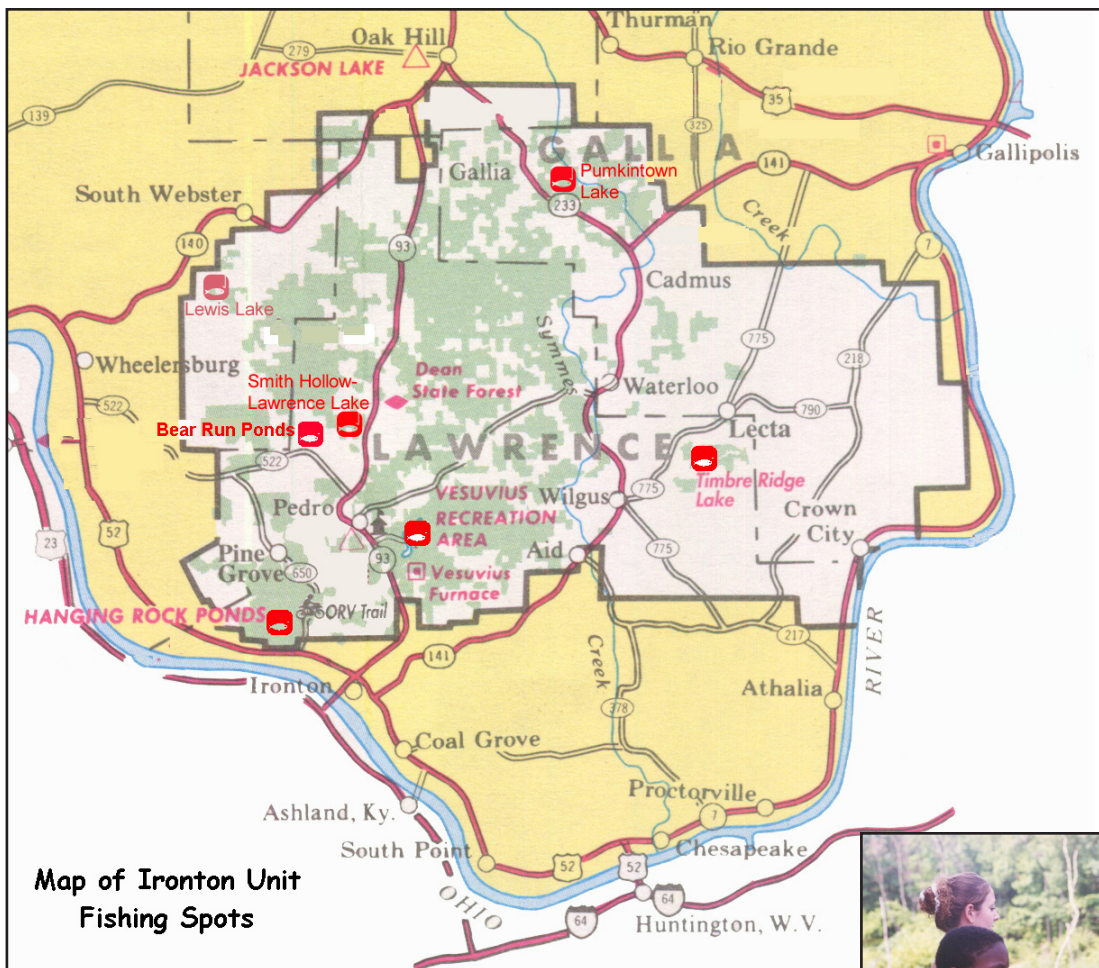 Thurman
Oak Hill
Rio Grande
279
JACKSON LAKE
35
139
325
GALLIA
141
Gallipolis
Gallia
Pumkintown
Lake
South Webster
233
Creek
7
140
93
Cadmus
Lewis Lake
Symmes
775
218
Wheelersburg
Dean
State Forest
Smith Hollow-
Lawrence Lake
Waterloo
522
790
Bear Run Ponds
LAWRENCE
Lecta
522
Timbre Ridge
Lake
VESUVIUS
RECREATION
AREA
Wilgus
775
Pedro
Crown
City
52
23
Pine
Grove
93
Aid
775
650
Vesuvius
Furnace
HANGING ROCK PONDS
ORV Trail
217
141
Creek
RIVER
Ironton
Athalia
378
Coal Grove
Proctorville
Ashland, Ky.
7
South Point
52
Chesapeake
52
Map of Ironton Unit
Fishing Spots
OHIO
64
64
Huntington, W.V.